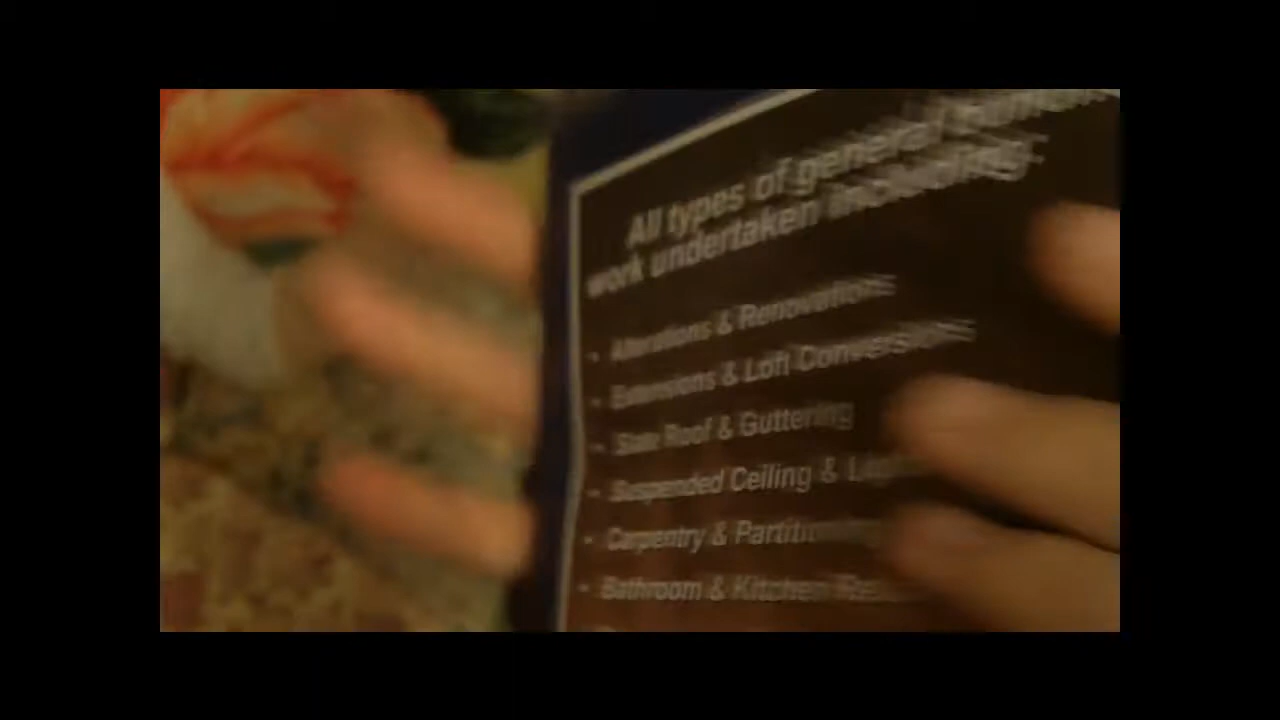 All types of general
work undertaken including:
- Alterations & Renovations
- Extensions & Loft Conversions
- Slate Roof & Guttering
- Suspended Ceiling &
- Carpentry &
- Bathroom & Kitchen